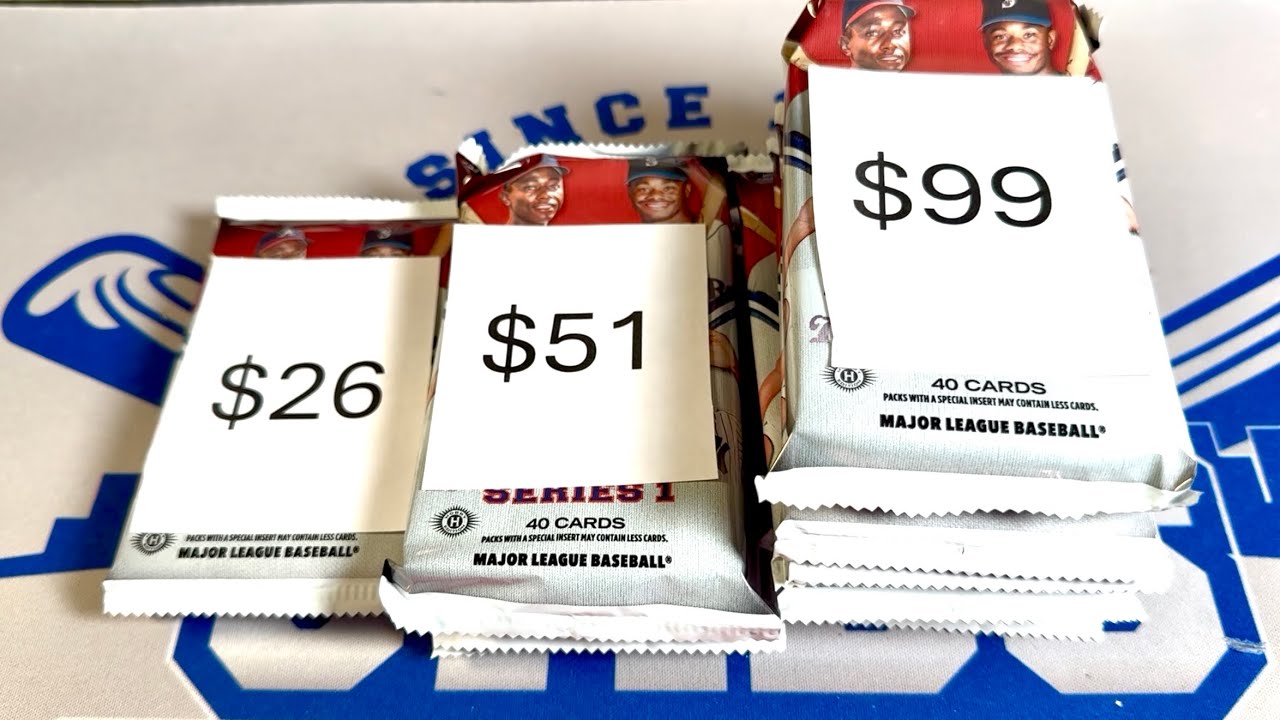 SINCE
$26
PACKS WITH A SPECIAL INSERT MAY CONTAIN LESS CARDS.
MAJOR LEAGUE BASEBALL®
$51
SERIES 1
H
40 CARDS
PACKS WITH A SPECIAL INSERT MAY CONTAIN LESS CARDS.
MAJOR LEAGUE BASEBALL®
$99
H
40 CARDS
PACKS WITH A SPECIAL INSERT MAY CONTAIN LESS CARDS.
MAJOR LEAGUE BASEBALL®